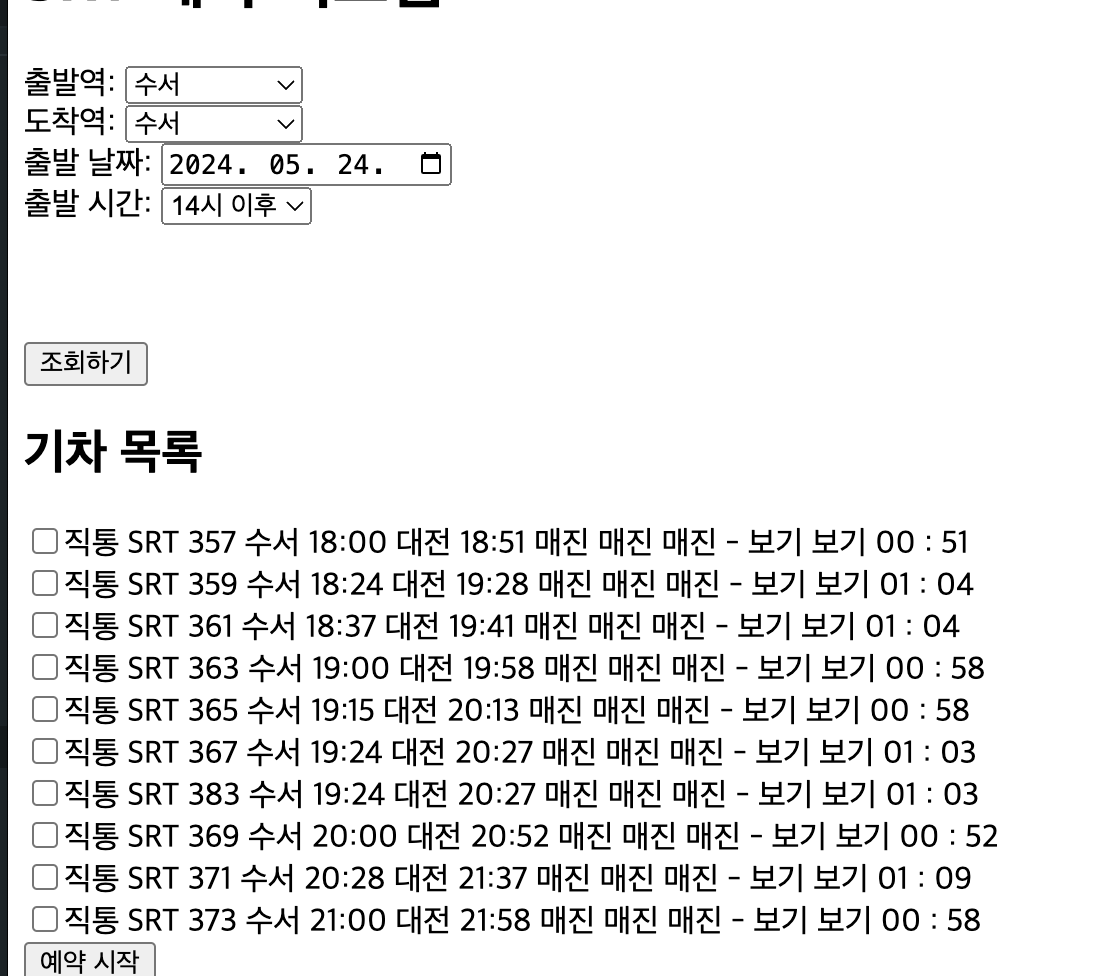 출발역: 수서
도착역: 수서
출발 날짜: 2024. 05. 24.
출발 시간: 14시 이후
조회하기
기차 목록
직통 SRT 357 수서 18:00 대전 18:51 매진 매진 매진 - 보기 보기 00 : 51
직통 SRT 359 수서 18:24 대전 19:28 매진 매진 매진 - 보기 보기 01 : 04
직통 SRT 361 수서 18:37 대전 19:41 매진 매진 매진 - 보기 보기 01 : 04
직통 SRT 363 수서 19:00 대전 19:58 매진 매진 매진 - 보기 보기 00 : 58
직통 SRT 365 수서 19:15 대전 20:13 매진 매진 매진 - 보기 보기 00 : 58
직통 SRT 367 수서 19:24 대전 20:27 매진 매진 매진 - 보기 보기 01 : 03
직통 SRT 383 수서 19:24 대전 20:27 매진 매진 매진 - 보기 보기 01 : 03
직통 SRT 369 수서 20:00 대전 20:52 매진 매진 매진 - 보기 보기 00 : 52
직통 SRT 371 수서 20:28 대전 21:37 매진 매진 매진 - 보기 보기 01 : 09
직통 SRT 373 수서 21:00 대전 21:58 매진 매진 매진 - 보기 보기 00 : 58
예약 시작